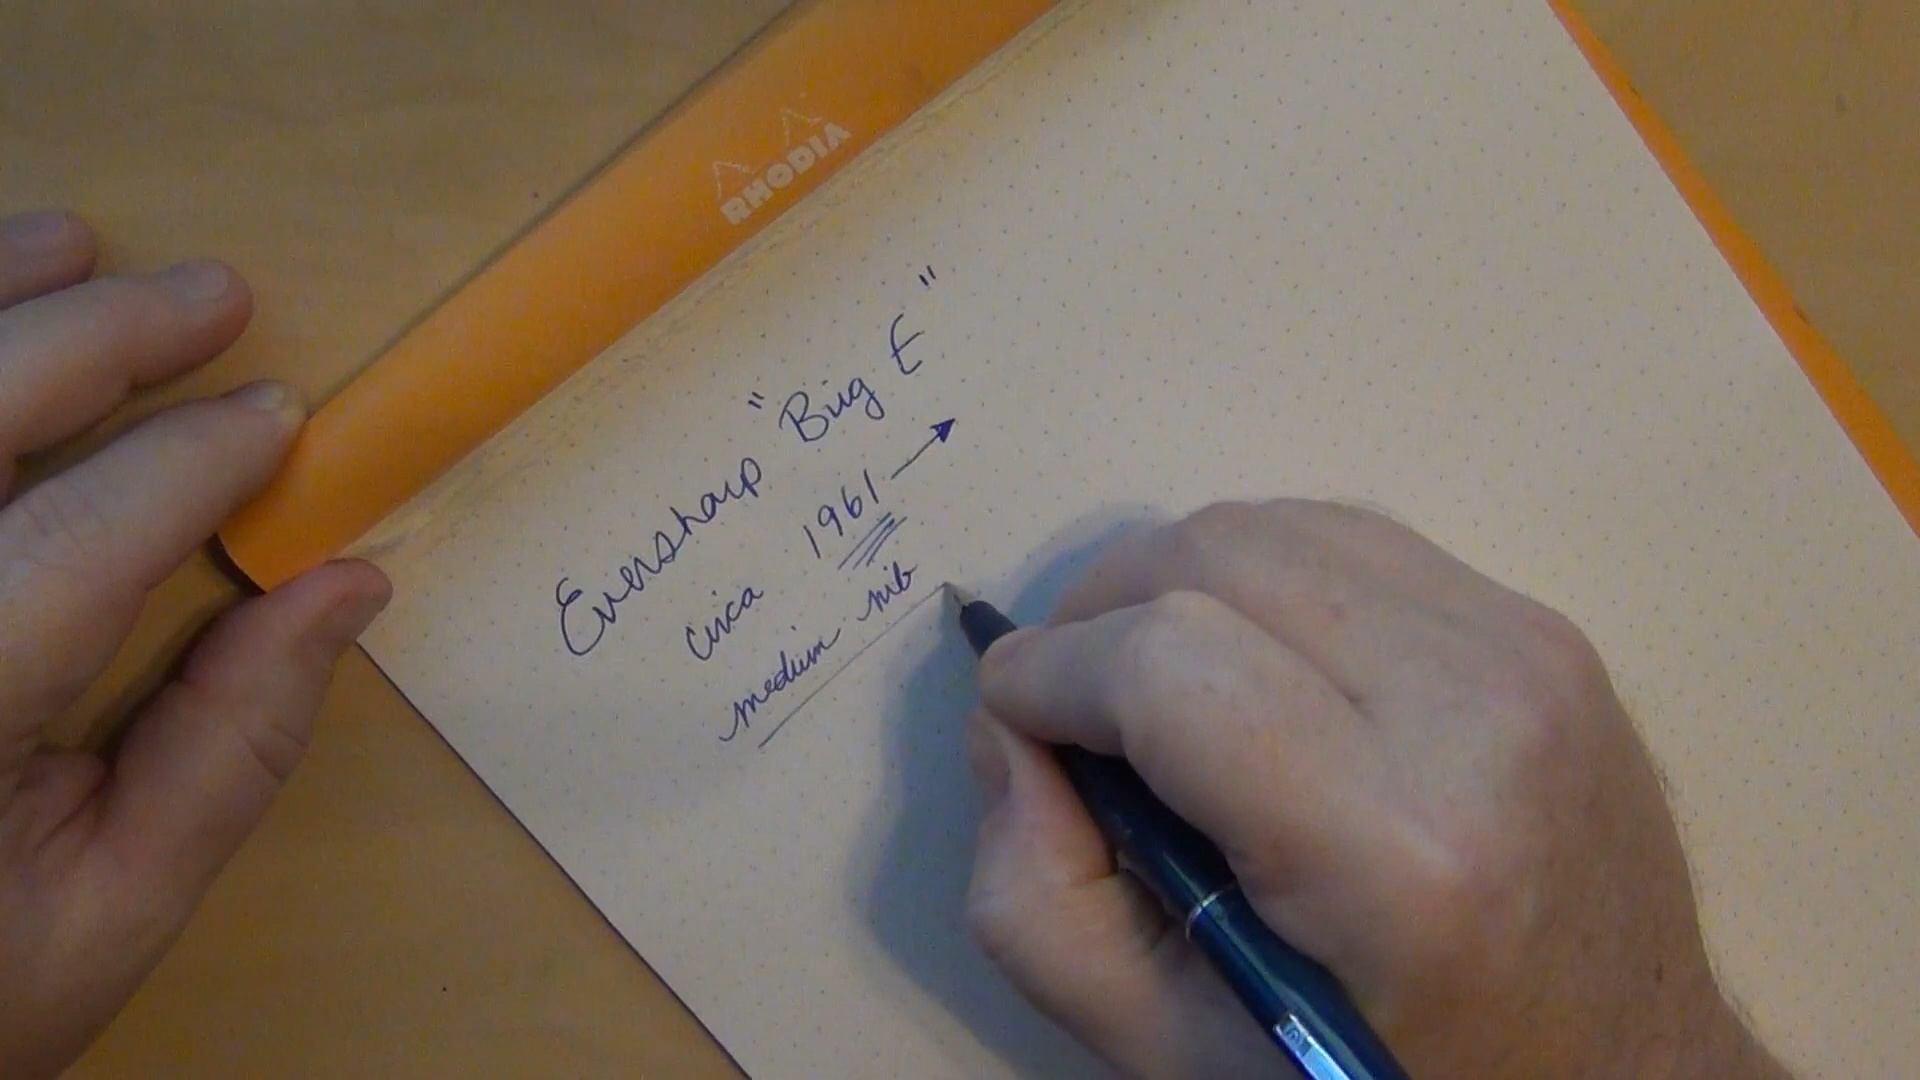 RHODIA
Eversharp "Big E"
circa 1961 →
medium nib